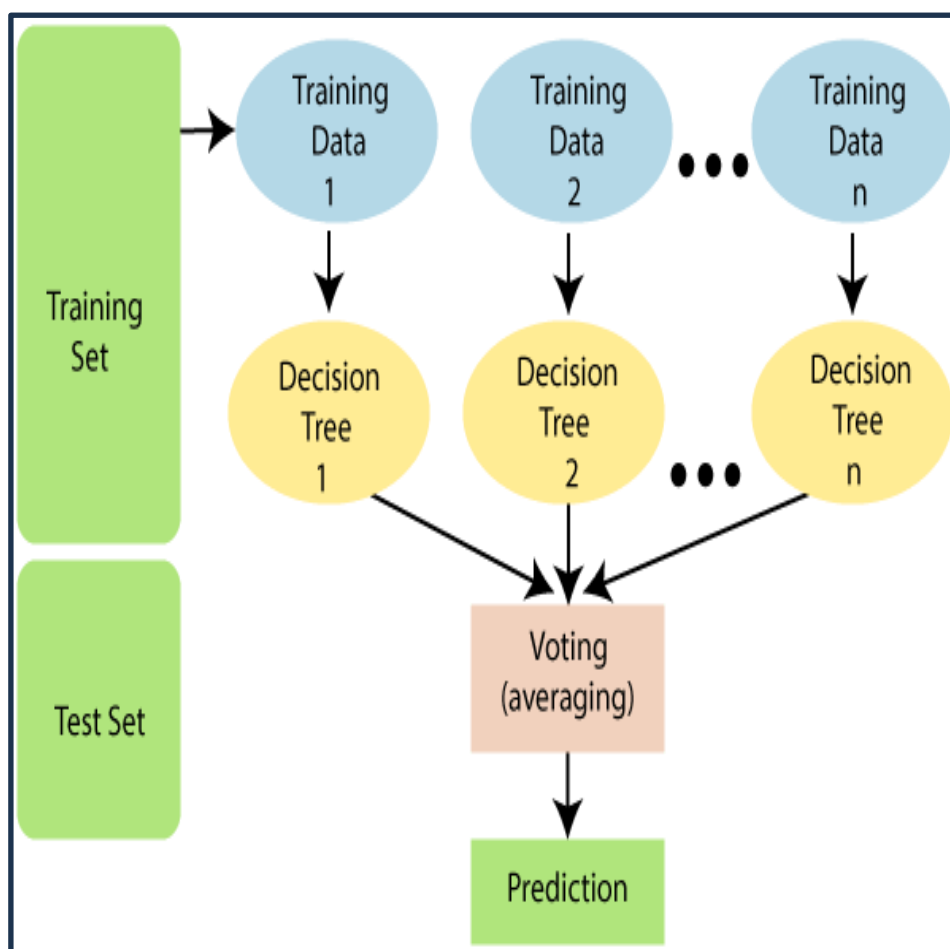 Training
Data
1
Training
Data
2
Training
Data
n
Training
Set
Decision
Tree
1
Decision
Tree
2
Decision
Tree
n
Test Set
Voting
(averaging)
Prediction